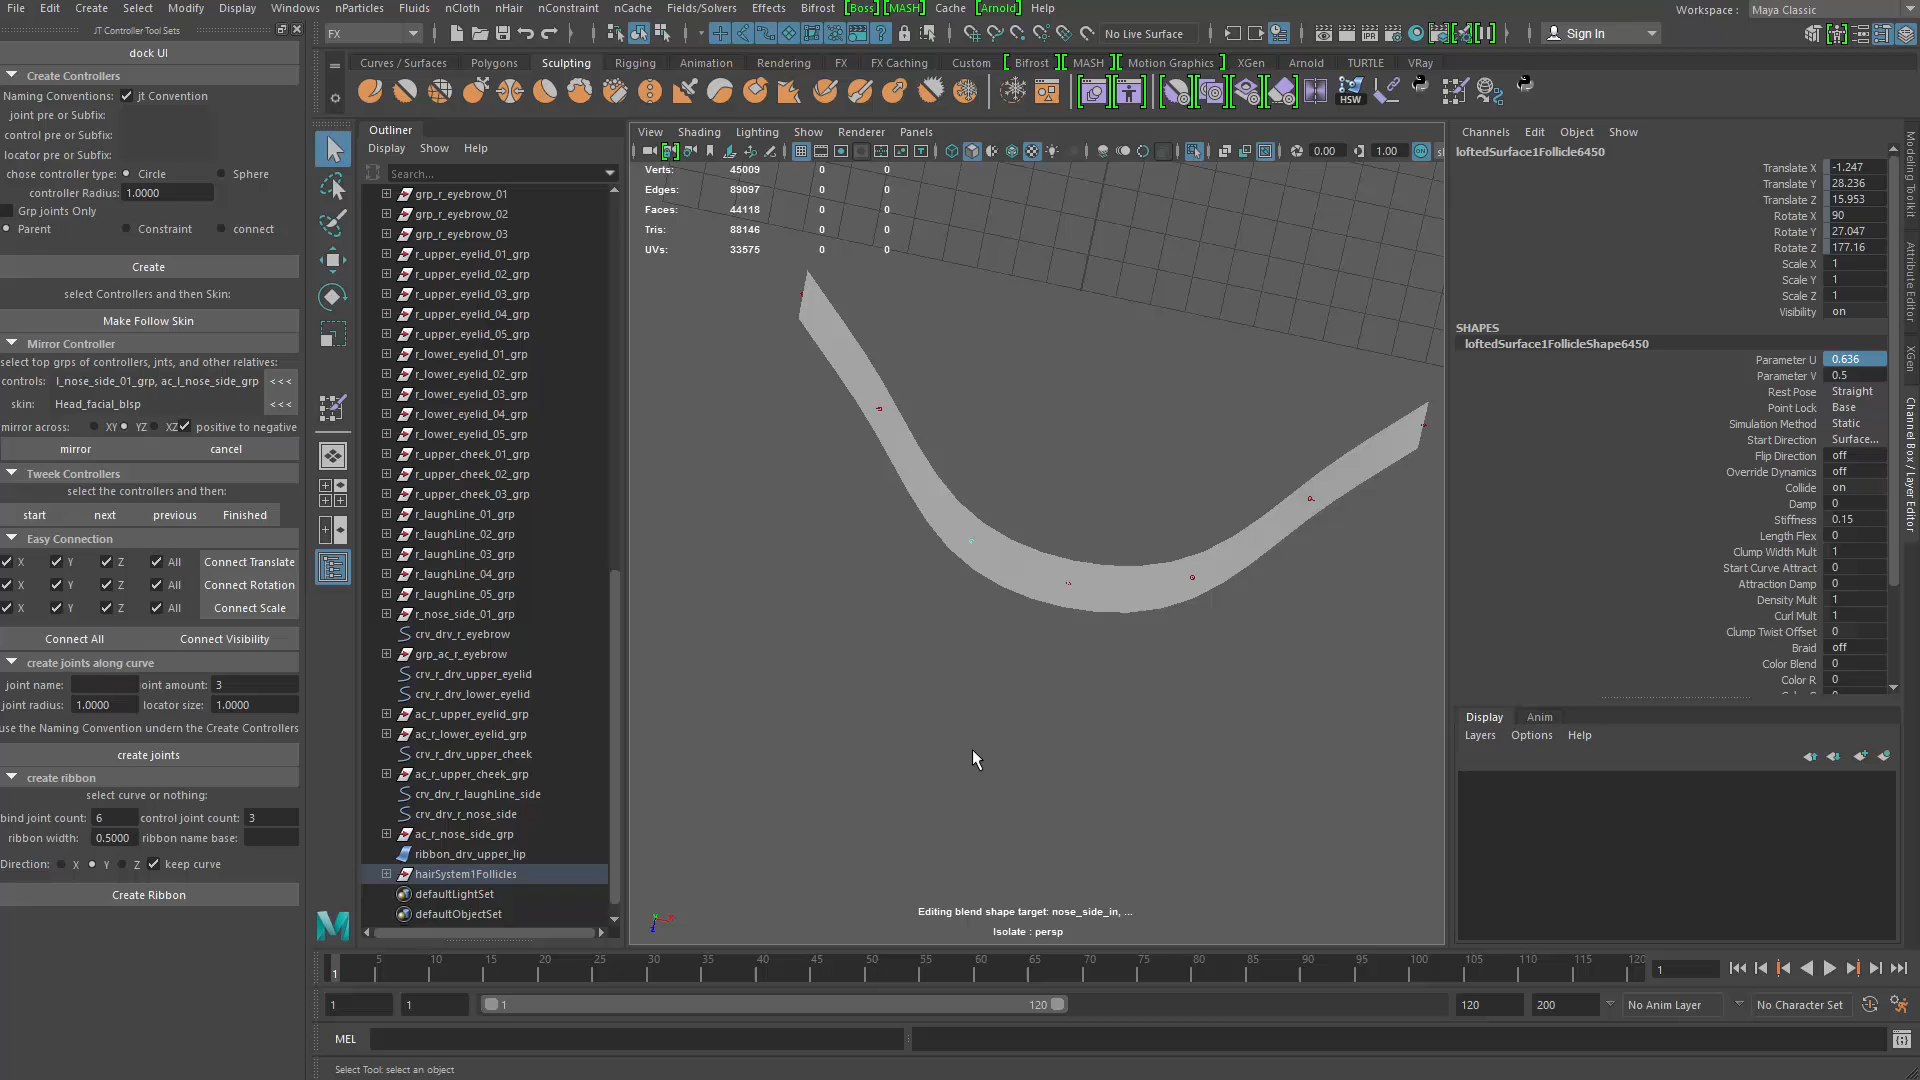 File Edit Create Select Modify Display Windows nParticles Fluids nCloth nHair nConstraint nCache Fields/Solvers Effects Bifrost [Boss] [MASH] Cache [Arnold] Help
Workspace : Maya Classic
JT Controller Tool Sets
FX
No Live Surface
Sign In
dock UI
Create Controllers
Naming Conventions: jt Convention
joint pre or Subfix:
control pre or Subfix:
locator pre or Subfix:
chose controller type: Circle Sphere
controller Radius: 1.0000
Grp joints Only
Parent Constraint connect
Create
select Controllers and then Skin:
Make Follow Skin
Mirror Controller
select top grps of controllers, jnts, and other relatives:
controls: l_nose_side_01_grp, ac_l_nose_side_grp <<<
skin: Head_facial_blsp <<<
mirror across: XY YZ XZ positive to negative
mirror cancel
Tweek Controllers
select the controllers and then:
start next previous Finished
Easy Connection
X Y Z All Connect Translate
X Y Z All Connect Rotation
X Y Z All Connect Scale
Connect All Connect Visibility
create joints along curve
joint name: oint amount: 3
joint radius: 1.0000 locator size: 1.0000
use the Naming Convention undern the Create Controllers
create joints
create ribbon
select curve or nothing:
bind joint count: 6 control joint count: 3
ribbon width: 0.5000 ribbon name base:
Direction: X Y Z keep curve
Create Ribbon
Curves / Surfaces Polygons Sculpting Rigging Animation Rendering FX FX Caching Custom [ Bifrost ] [ MASH ] [ Motion Graphics ] XGen Arnold TURTLE VRay
HSW
Outliner
Display Show Help
Search...
grp_r_eyebrow_01
grp_r_eyebrow_02
grp_r_eyebrow_03
r_upper_eyelid_01_grp
r_upper_eyelid_02_grp
r_upper_eyelid_03_grp
r_upper_eyelid_04_grp
r_upper_eyelid_05_grp
r_lower_eyelid_01_grp
r_lower_eyelid_02_grp
r_lower_eyelid_03_grp
r_lower_eyelid_04_grp
r_lower_eyelid_05_grp
r_upper_cheek_01_grp
r_upper_cheek_02_grp
r_upper_cheek_03_grp
r_laughLine_01_grp
r_laughLine_02_grp
r_laughLine_03_grp
r_laughLine_04_grp
r_laughLine_05_grp
r_nose_side_01_grp
crv_drv_r_eyebrow
grp_ac_r_eyebrow
crv_r_drv_upper_eyelid
crv_r_drv_lower_eyelid
ac_r_upper_eyelid_grp
ac_r_lower_eyelid_grp
crv_r_drv_upper_cheek
ac_r_upper_cheek_grp
crv_drv_r_laughLine_side
crv_drv_r_nose_side
ac_r_nose_side_grp
ribbon_drv_upper_lip
hairSystem1Follicles
defaultLightSet
defaultObjectSet
View Shading Lighting Show Renderer Panels
0.00 1.00
Verts: 45009 0 0
Edges: 89097 0 0
Faces: 44118 0 0
Tris: 88146 0 0
UVs: 33575 0 0
Editing blend shape target: nose_side_in, ...
Isolate : persp
Channels Edit Object Show
loftedSurface1Follicle6450
Translate X -1.247
Translate Y 28.236
Translate Z 15.953
Rotate X 90
Rotate Y 27.047
Rotate Z 177.16
Scale X 1
Scale Y 1
Scale Z 1
Visibility on
SHAPES
loftedSurface1FollicleShape6450
Parameter U 0.636
Parameter V 0.5
Rest Pose Straight
Point Lock Base
Simulation Method Static
Start Direction Surface...
Flip Direction off
Override Dynamics off
Collide on
Damp 0
Stiffness 0.15
Length Flex 0
Clump Width Mult 1
Start Curve Attract 0
Attraction Damp 0
Density Mult 1
Curl Mult 1
Clump Twist Offset 0
Braid off
Color Blend 0
Color R 0
Display Anim
Layers Options Help
Modeling Toolkit
Attribute Editor
XGen
Channel Box / Layer Editor
1 5 10 15 20 25 30 35 40 45 50 55 60 65 70 75 80 85 90 95 100 105 110 115 120
1
1 1 1 120 120 200 No Anim Layer No Character Set
MEL
Select Tool: select an object